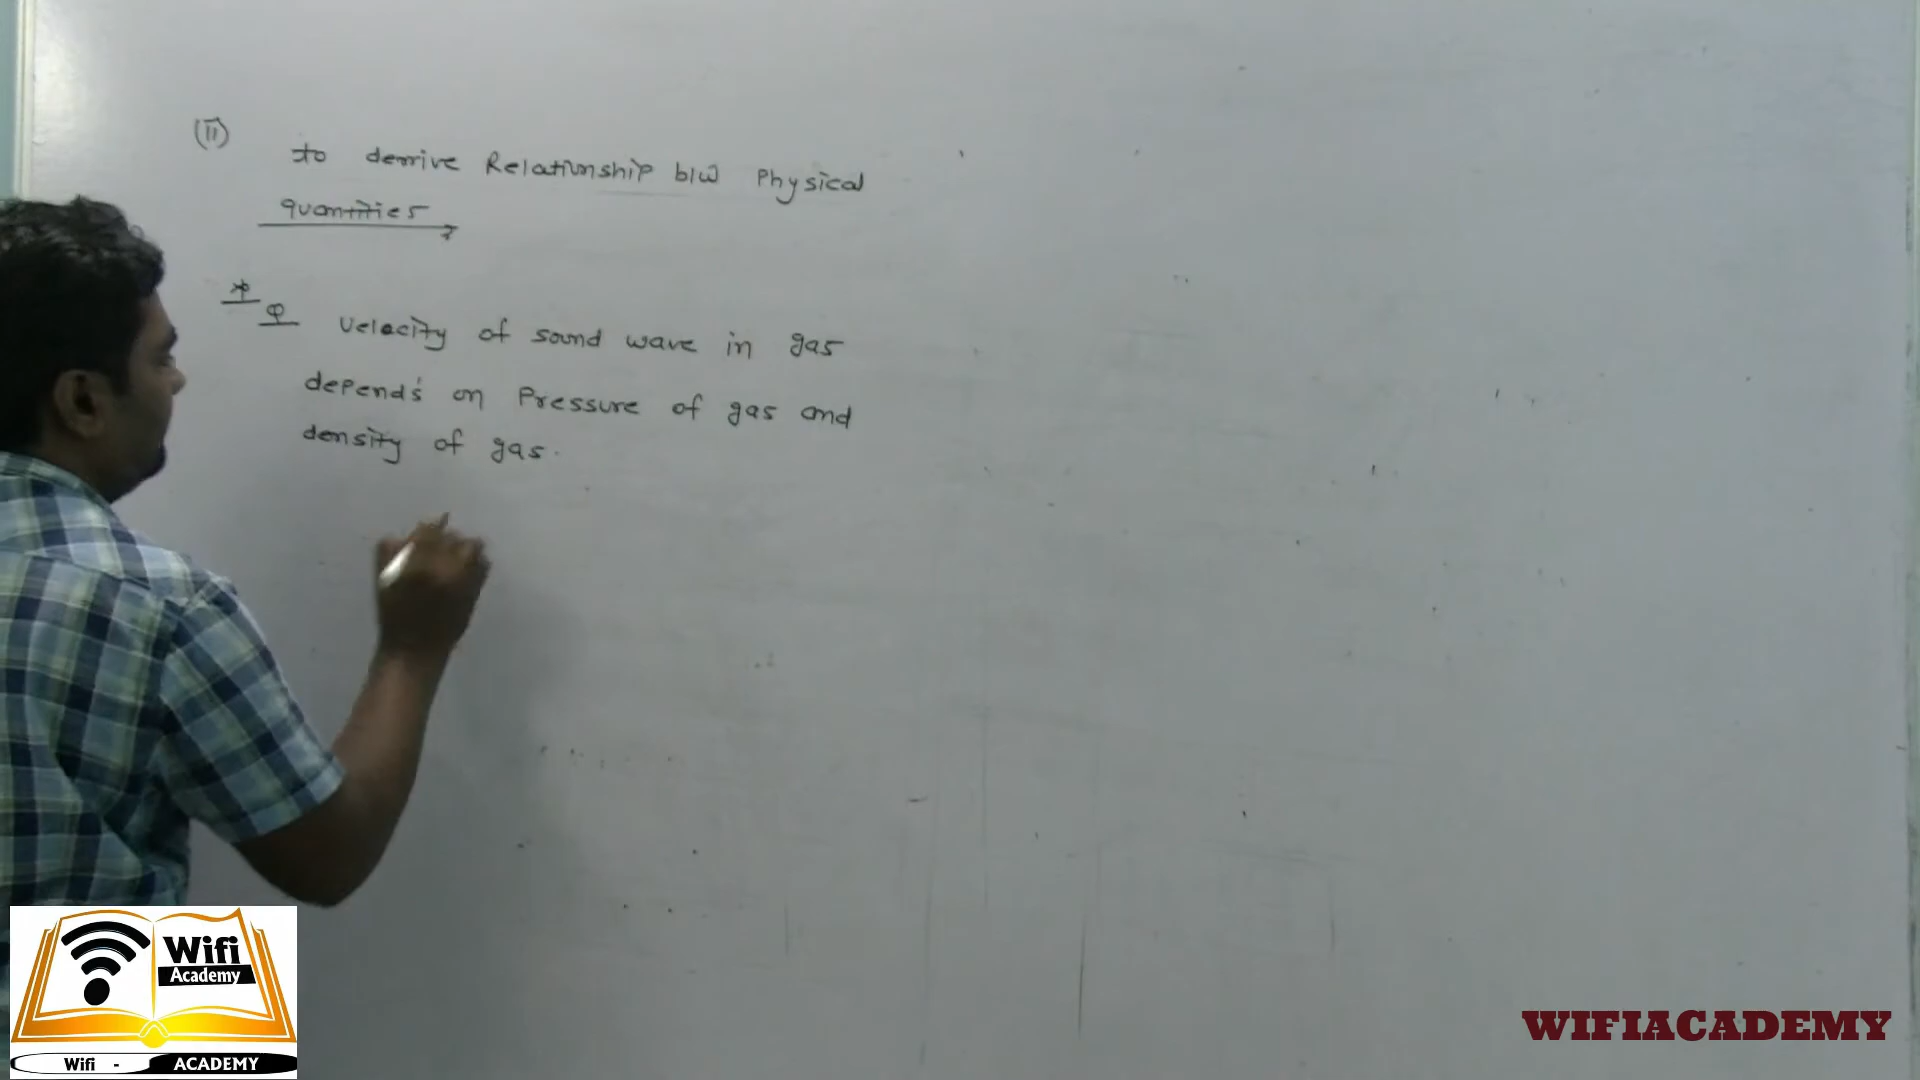 (II)
to derrive Relationship b/w Physical
quantities
* Q Velocity of sound wave in gas
depends on Pressure of gas and
density of gas.
Wifi
Academy
Wifi - ACADEMY
WIFIACADEMY